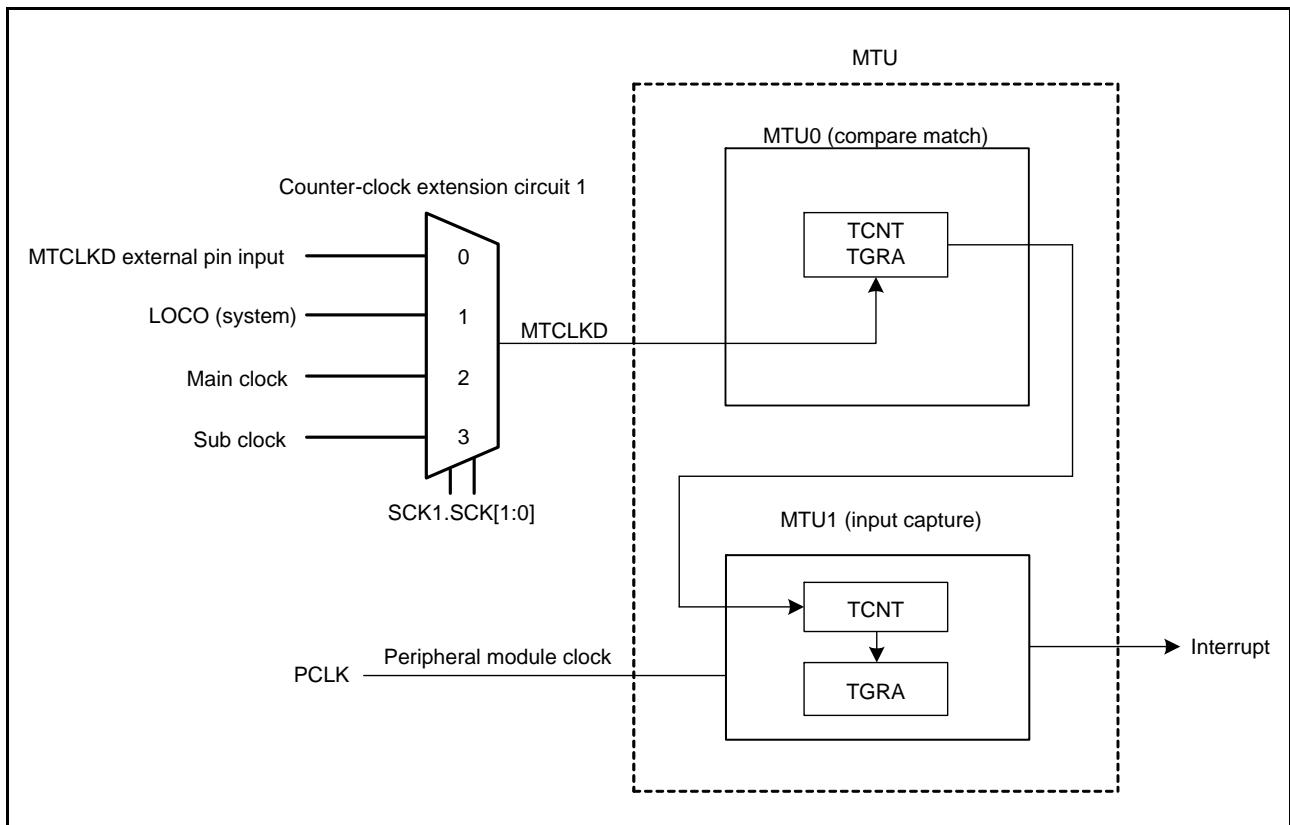 MTU
MTU0 (compare match)
Counter-clock extension circuit 1
TCNT
TGRA
MTCLKD external pin input
0
LOCO (system)
1
MTCLKD
Main clock
2
Sub clock
3
SCK1.SCK[1:0]
MTU1 (input capture)
TCNT
Peripheral module clock
Interrupt
PCLK
TGRA